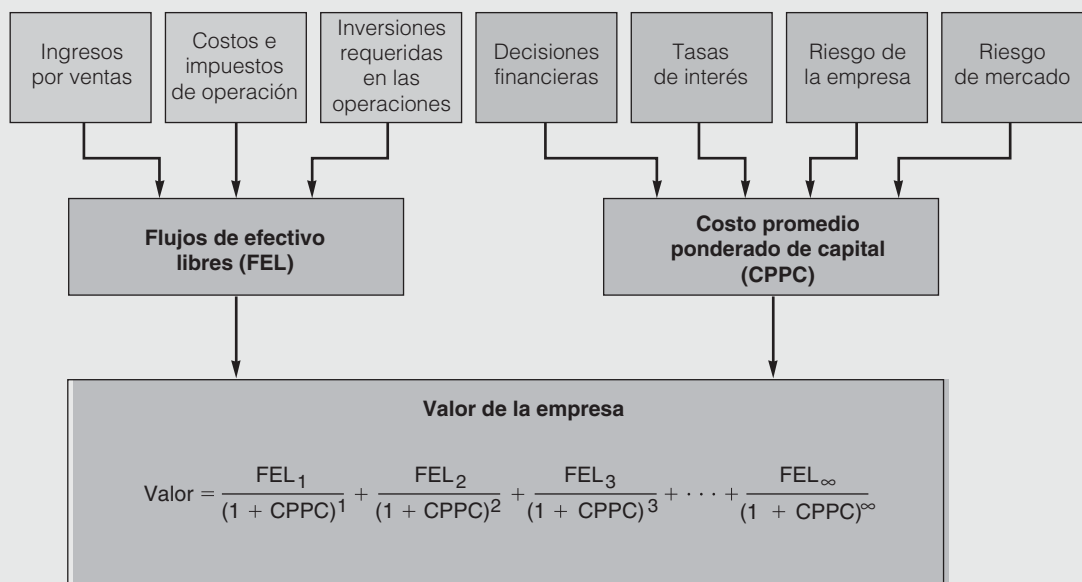 Ingresos
por ventas
Costos e
impuestos
de operación
Inversiones
requeridas
en las
operaciones
Decisiones
financieras
Tasas
de interés
Riesgo de
la empresa
Riesgo
de mercado
Flujos de efectivo
libres (FEL)
Costo promedio
ponderado de capital
(CPPC)
Valor de la empresa
Valor = FEL₁/(1 + CPPC)¹ + FEL₂/(1 + CPPC)² + FEL₃/(1 + CPPC)³ + · · · + FEL∞/(1 + CPPC)^∞